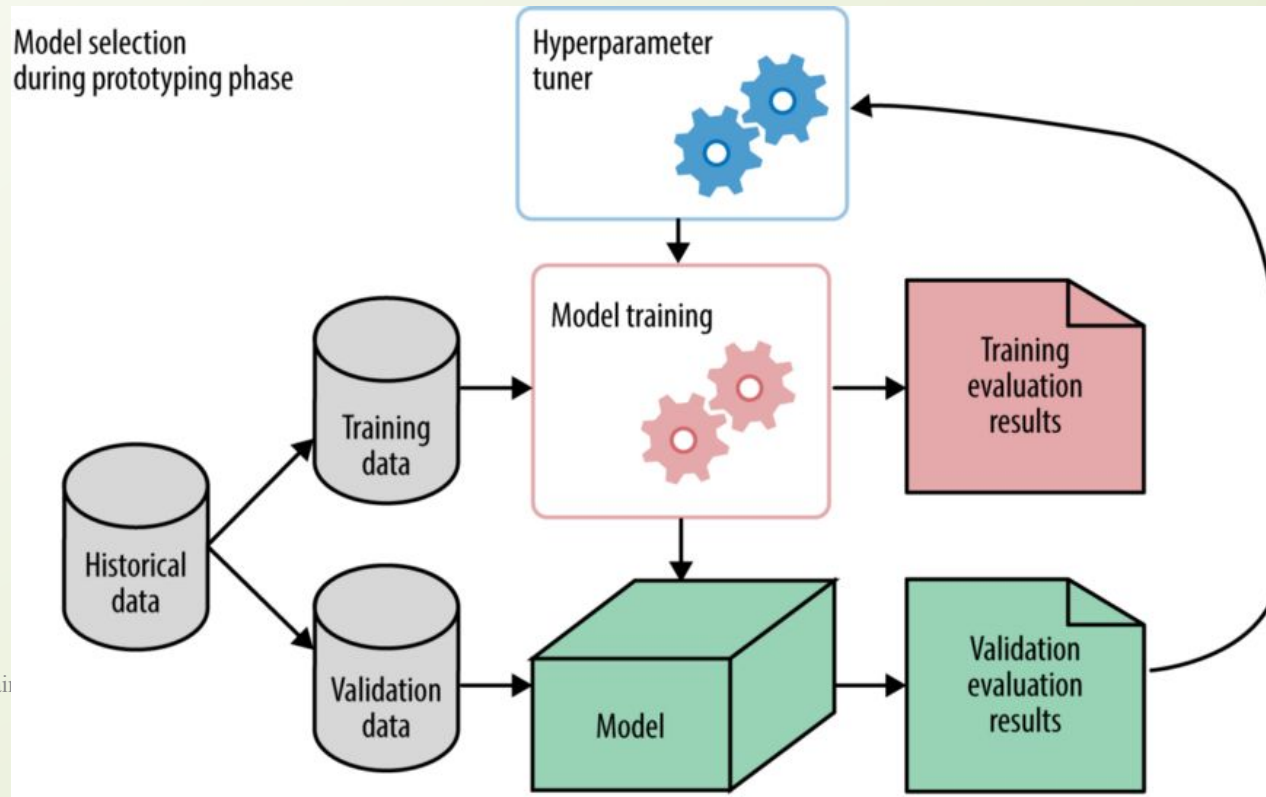 Model selection
during prototyping phase
Hyperparameter
tuner
Model training
Training
evaluation
results
Training
data
Historical
data
Validation
data
Model
Validation
evaluation
results